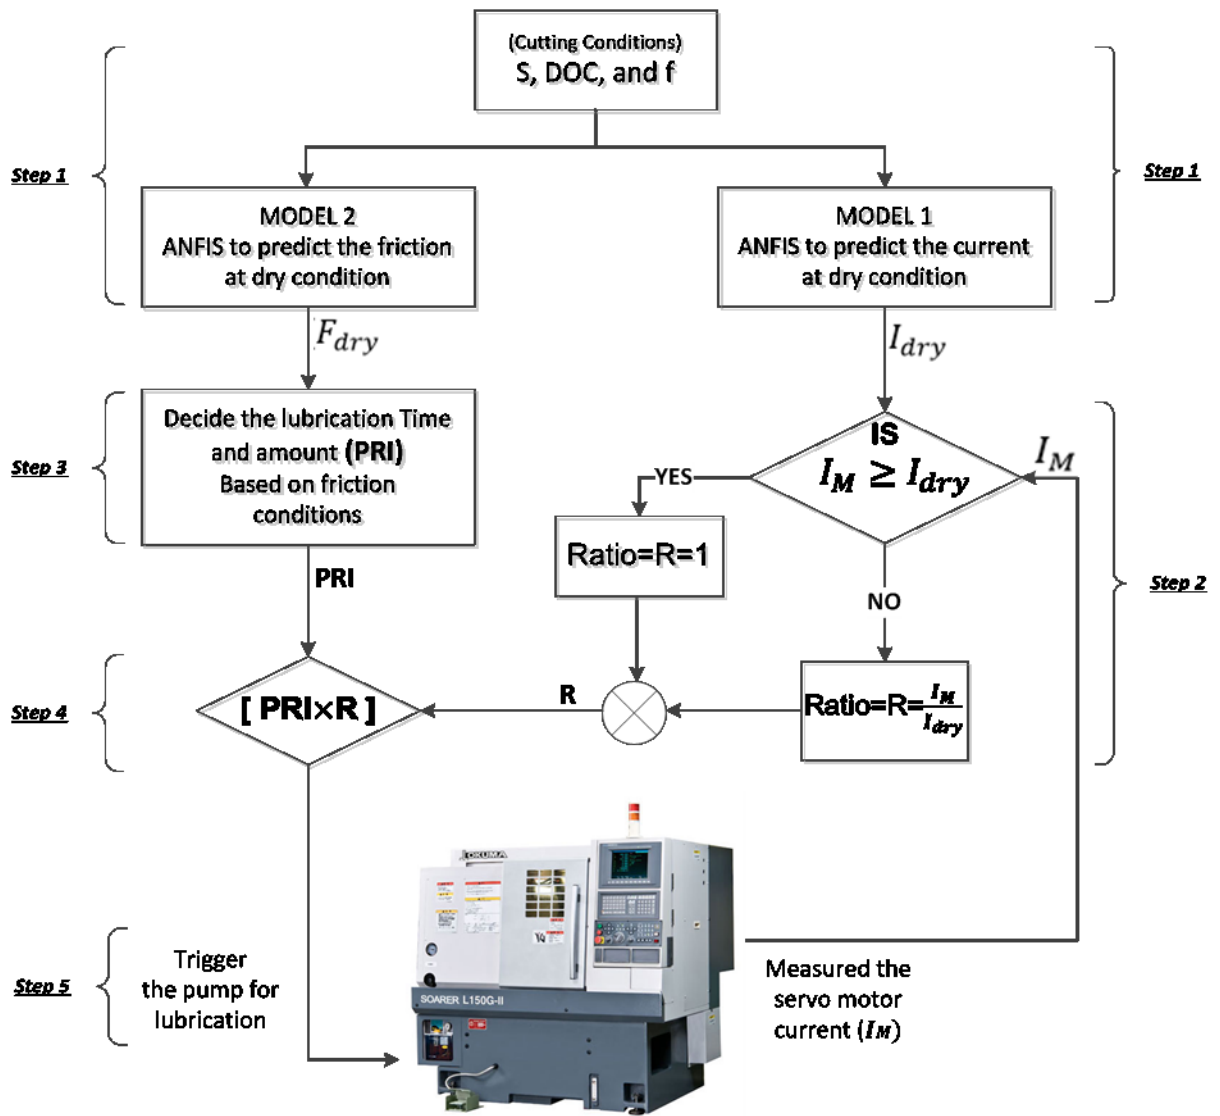 (Cutting Conditions)
S, DOC, and f
Step 1
Step 1
MODEL 2
ANFIS to predict the friction
at dry condition
MODEL 1
ANFIS to predict the current
at dry condition
F_dry
I_dry
Step 3
Decide the lubrication Time
and amount (PRI)
Based on friction
conditions
IS
I_M ≥ I_dry
I_M
YES
Ratio=R=1
Step 2
PRI
NO
Step 4
[ PRI×R ]
R
Ratio=R=I_M/I_dry
OKUMA
SOARER L150G-II
Step 5
Trigger
the pump for
lubrication
Measured the
servo motor
current (I_M)